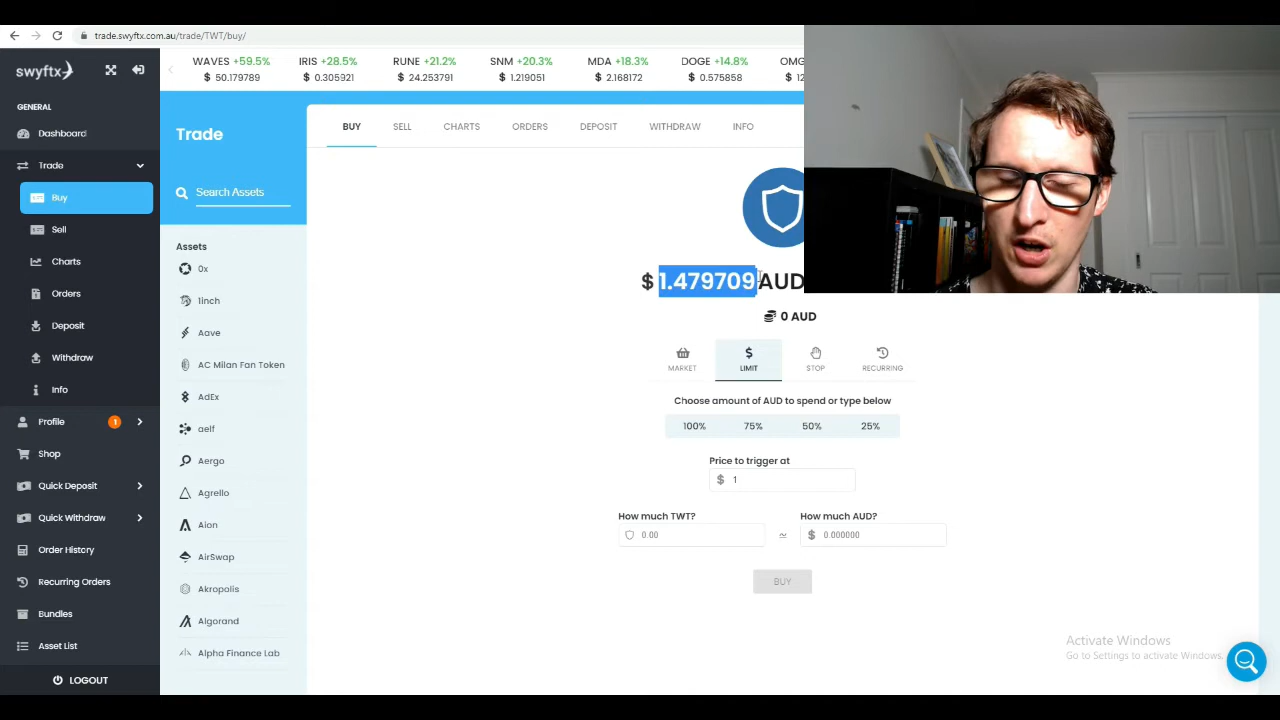 trade.swyftx.com.au/trade/TWT/buy/
swyftx
WAVES +59.5% IRIS +28.5% RUNE +21.2% SNM +20.3% MDA +18.3% DOGE +14.8% OMG
$ 50.179789 $ 0.305921 $ 24.253791 $ 1.219051 $ 2.168172 $ 0.575858 $ 12
GENERAL
Dashboard
Trade
Buy
Sell
Charts
Orders
Deposit
Withdraw
Info
Profile 1
Shop
Quick Deposit
Quick Withdraw
Order History
Recurring Orders
Bundles
Asset List
LOGOUT
Trade
Search Assets
Assets
0x
1inch
Aave
AC Milan Fan Token
AdEx
aelf
Aergo
Agrello
Aion
AirSwap
Akropolis
Algorand
Alpha Finance Lab
BUY SELL CHARTS ORDERS DEPOSIT WITHDRAW INFO
$ 1.479709 AUD
0 AUD
MARKET $ LIMIT STOP RECURRING
Choose amount of AUD to spend or type below
100% 75% 50% 25%
Price to trigger at
$ 1
How much TWT? How much AUD?
0.00 ≃ $ 0.000000
BUY
Activate Windows
Go to Settings to activate Windows.